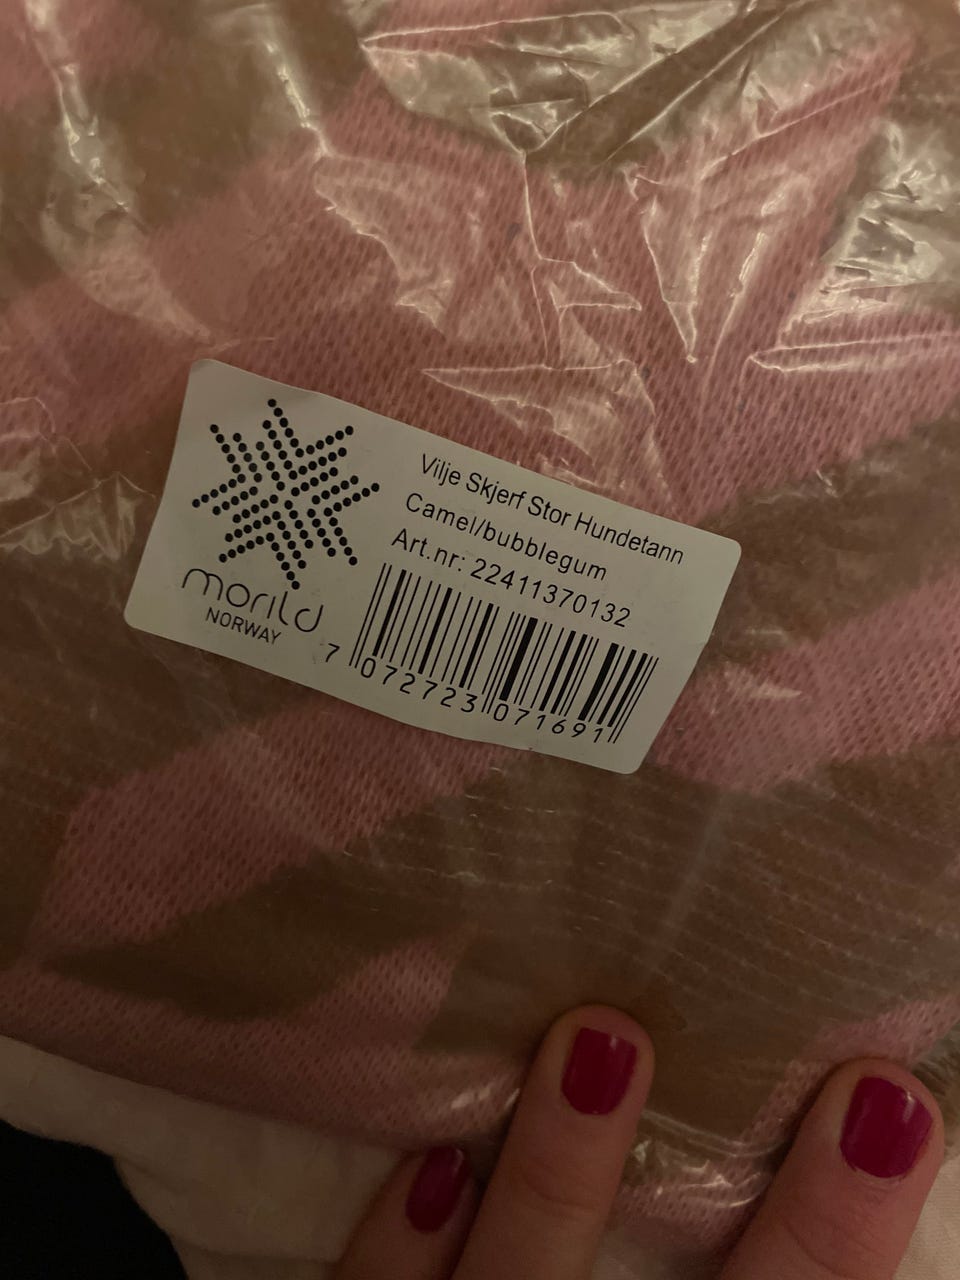 Vilje Skjerf Stor Hundetann
Camel/bubblegum
Art.nr: 22411370132
morild
NORWAY
7 072723 071691